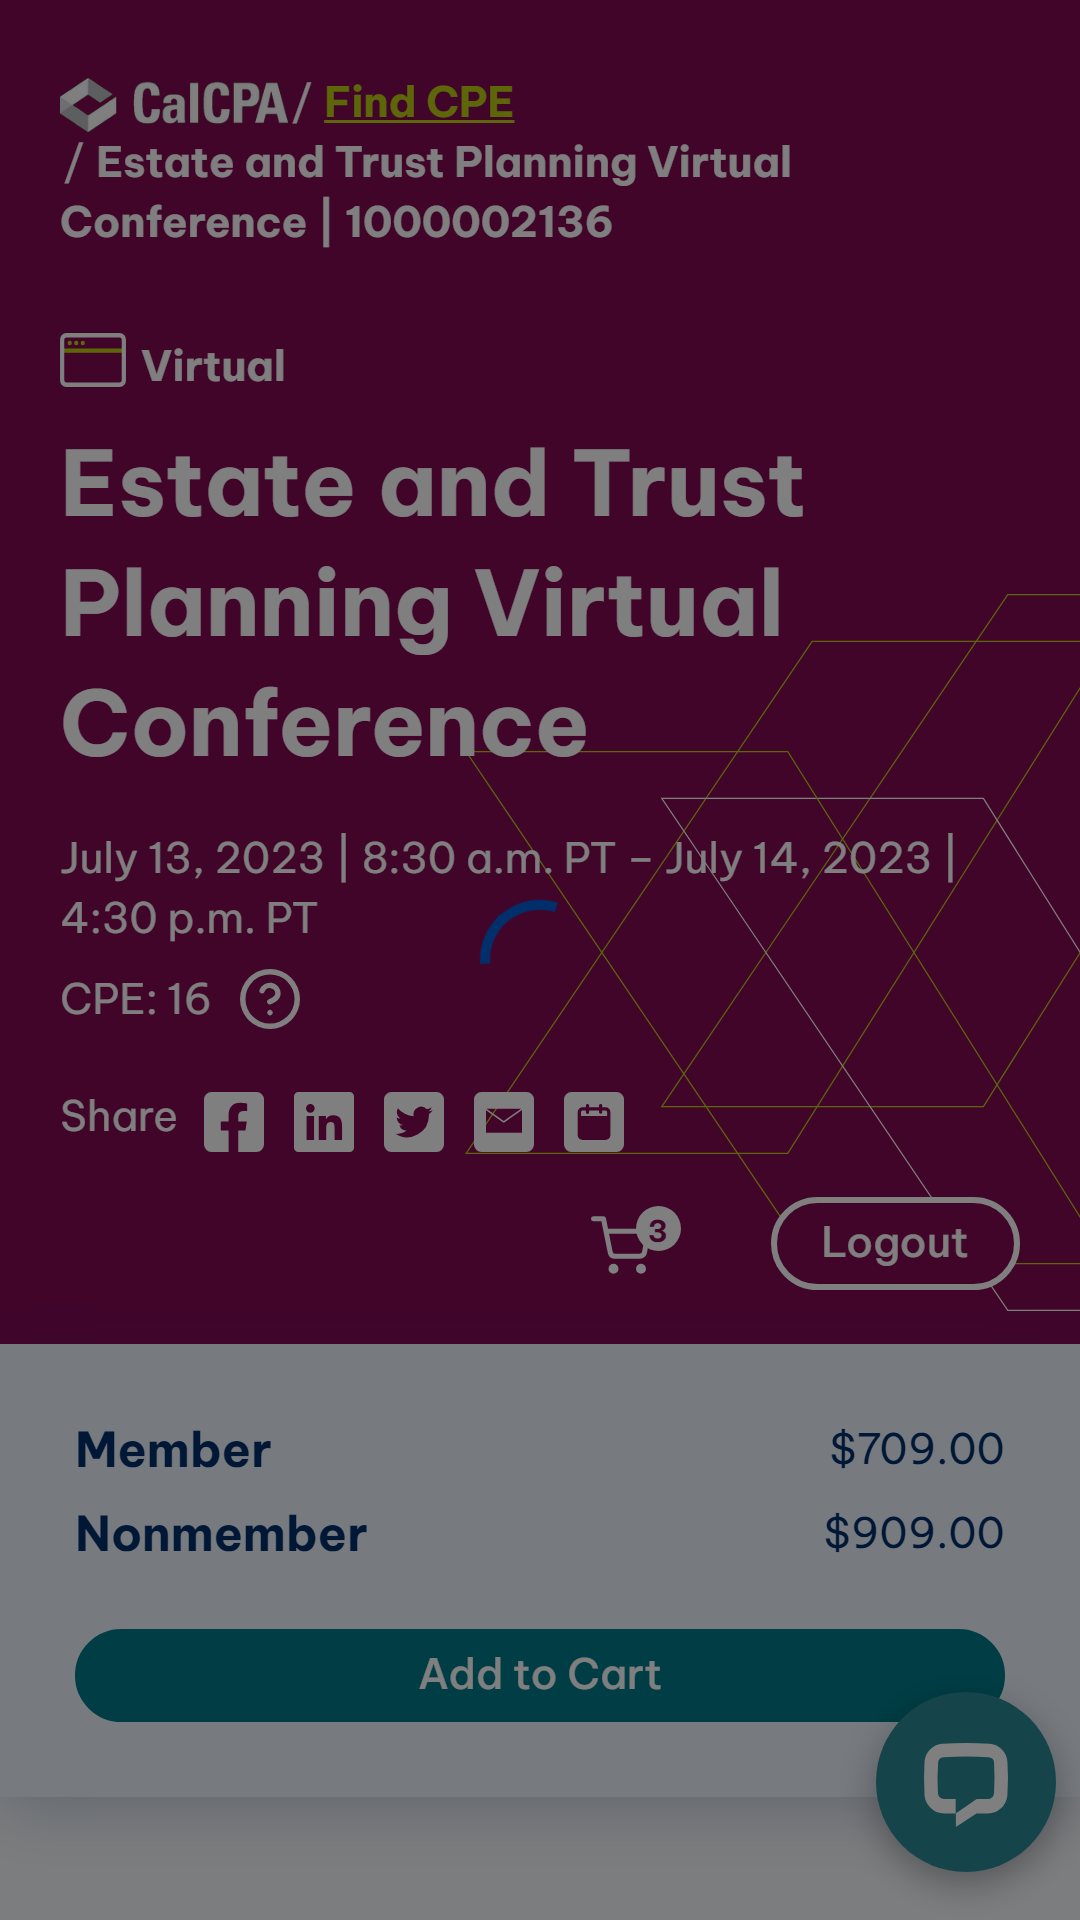 CalCPA / Find CPE
/ Estate and Trust Planning Virtual
Conference | 1000002136
Virtual
Estate and Trust
Planning Virtual
Conference
July 13, 2023 | 8:30 a.m. PT – July 14, 2023 |
4:30 p.m. PT
CPE: 16 ?
Share
3
Logout
Member $709.00
Nonmember $909.00
Add to Cart